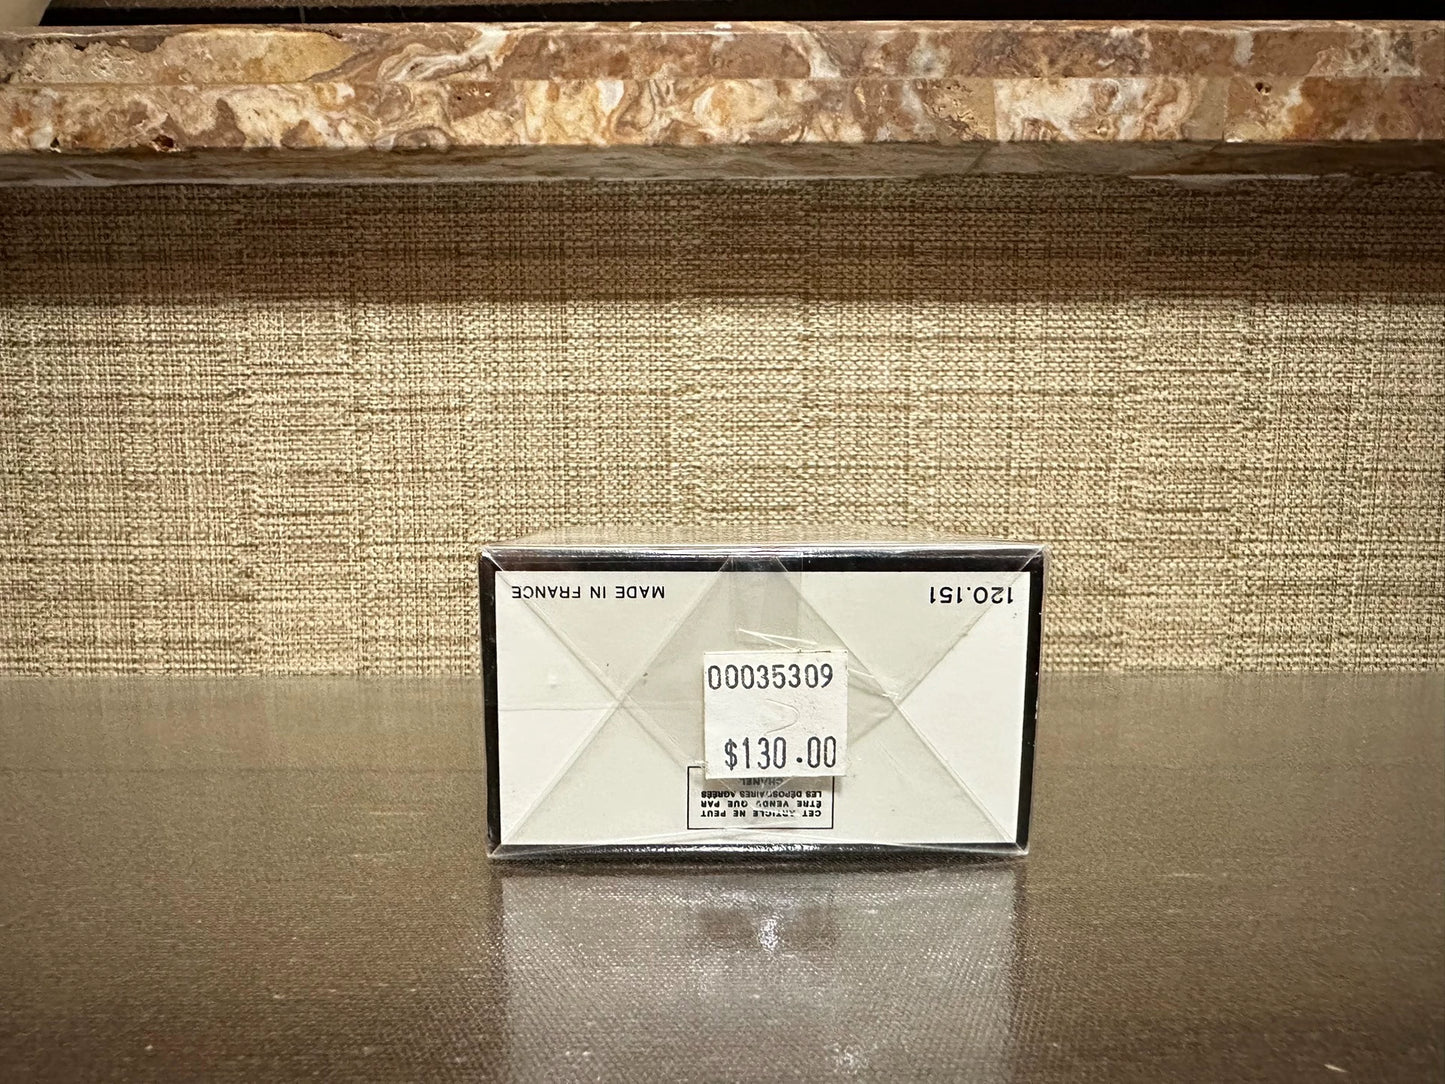 MADE IN FRANCE
120.151
00035309
$130.00
CET ARTICLE NE PEUT
ÊTRE VENDU QUE PAR
LES DÉPOSITAIRES AGRÉÉS
CHANEL